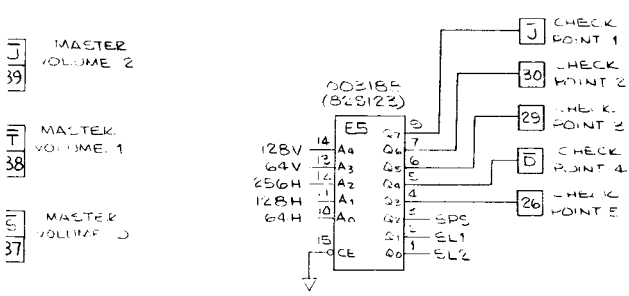 J
39
MASTER
VOLUME 2
T
38
MASTER
VOLUME 1
S
37
MASTER
VOLUME
(82S123)
E5
128V 14 A4
64V 13 A3
256H 12 A2
128H 11 A1
64H 10 A0
15 CE
Q7 9
Q6 7
Q5 6
Q4 5
Q3 4
Q2 3 SPS
Q1 2 SL1
Q0 1 SL2
J CHECK
POINT 1
30 CHECK
POINT 2
29 CHECK
POINT 3
D CHECK
POINT 4
26 CHECK
POINT 5